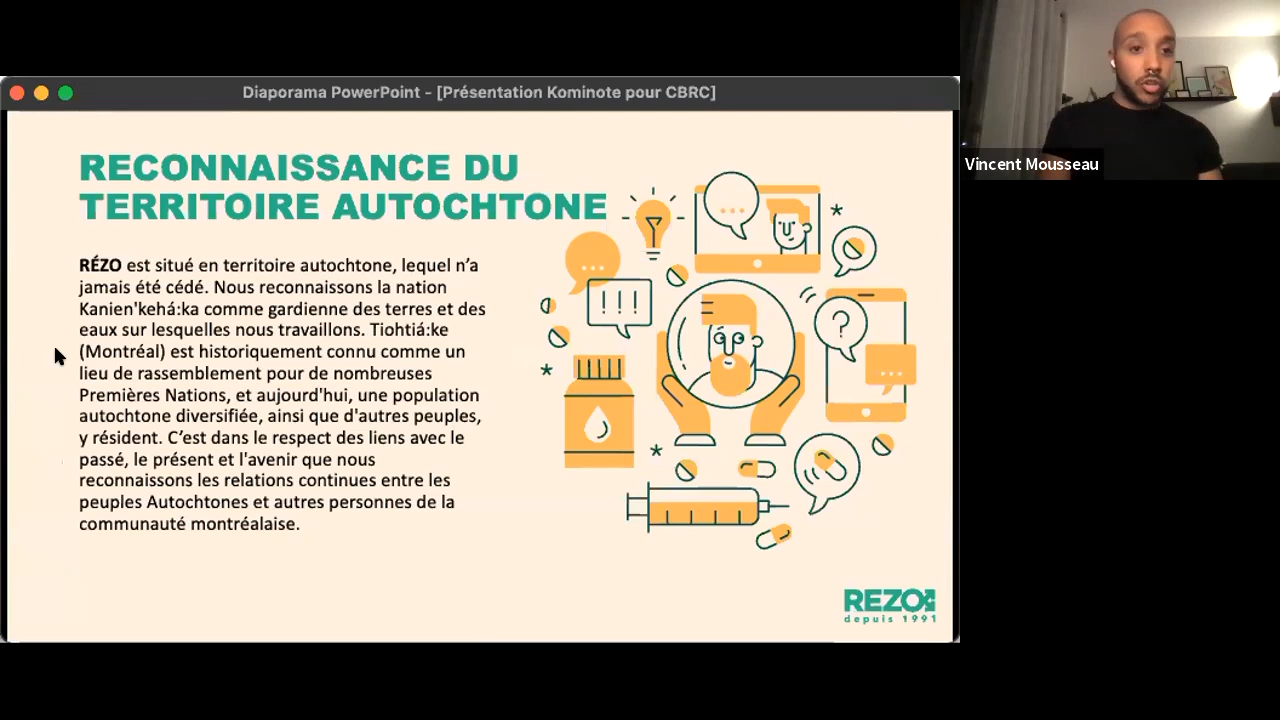 Diaporama PowerPoint - [Présentation Kominote pour CBRC]
RECONNAISSANCE DU
TERRITOIRE AUTOCHTONE
RÉZO est situé en territoire autochtone, lequel n'a
jamais été cédé. Nous reconnaissons la nation
Kanien'kehá:ka comme gardienne des terres et des
eaux sur lesquelles nous travaillons. Tiohtiá:ke
(Montréal) est historiquement connu comme un
lieu de rassemblement pour de nombreuses
Premières Nations, et aujourd'hui, une population
autochtone diversifiée, ainsi que d'autres peuples,
y résident. C'est dans le respect des liens avec le
passé, le présent et l'avenir que nous
reconnaissons les relations continues entre les
peuples Autochtones et autres personnes de la
communauté montréalaise.
!!!
?
REZO
depuis 1991
Vincent Mousseau